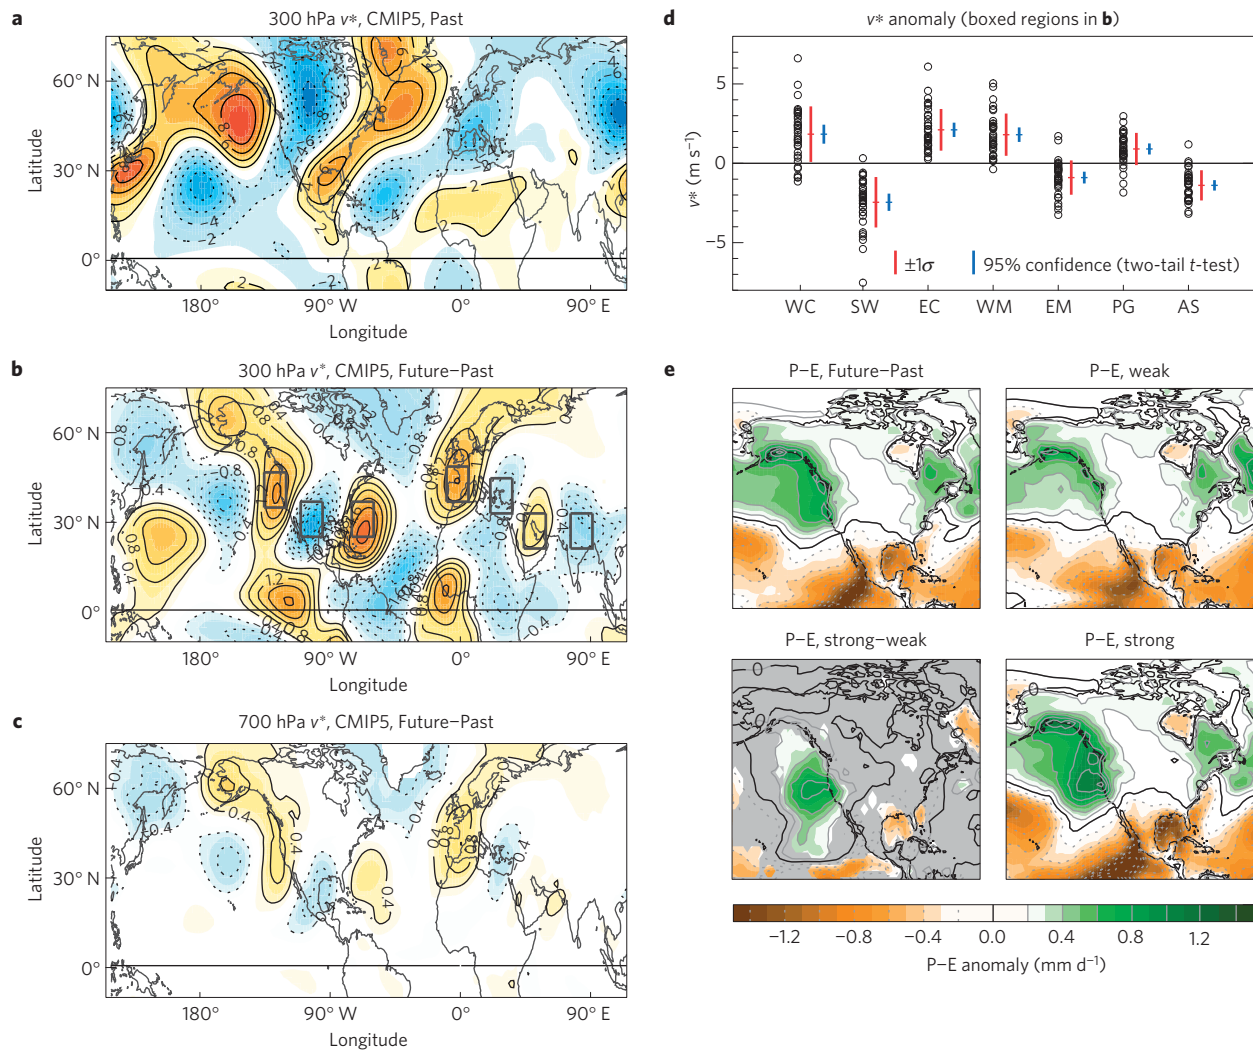 a
300 hPa v*, CMIP5, Past
60° N
30° N
0°
Latitude
180°
90° W
0°
90° E
Longitude
b
300 hPa v*, CMIP5, Future−Past
60° N
30° N
0°
Latitude
180°
90° W
0°
90° E
Longitude
c
700 hPa v*, CMIP5, Future−Past
60° N
30° N
0°
Latitude
180°
90° W
0°
90° E
Longitude
d
v* anomaly (boxed regions in b)
5
0
−5
v* (m s⁻¹)
±1σ
95% confidence (two-tail t-test)
WC
SW
EC
WM
EM
PG
AS
e
P−E, Future−Past
P−E, weak
P−E, strong−weak
P−E, strong
−1.2
−0.8
−0.4
0.0
0.4
0.8
1.2
P−E anomaly (mm d⁻¹)